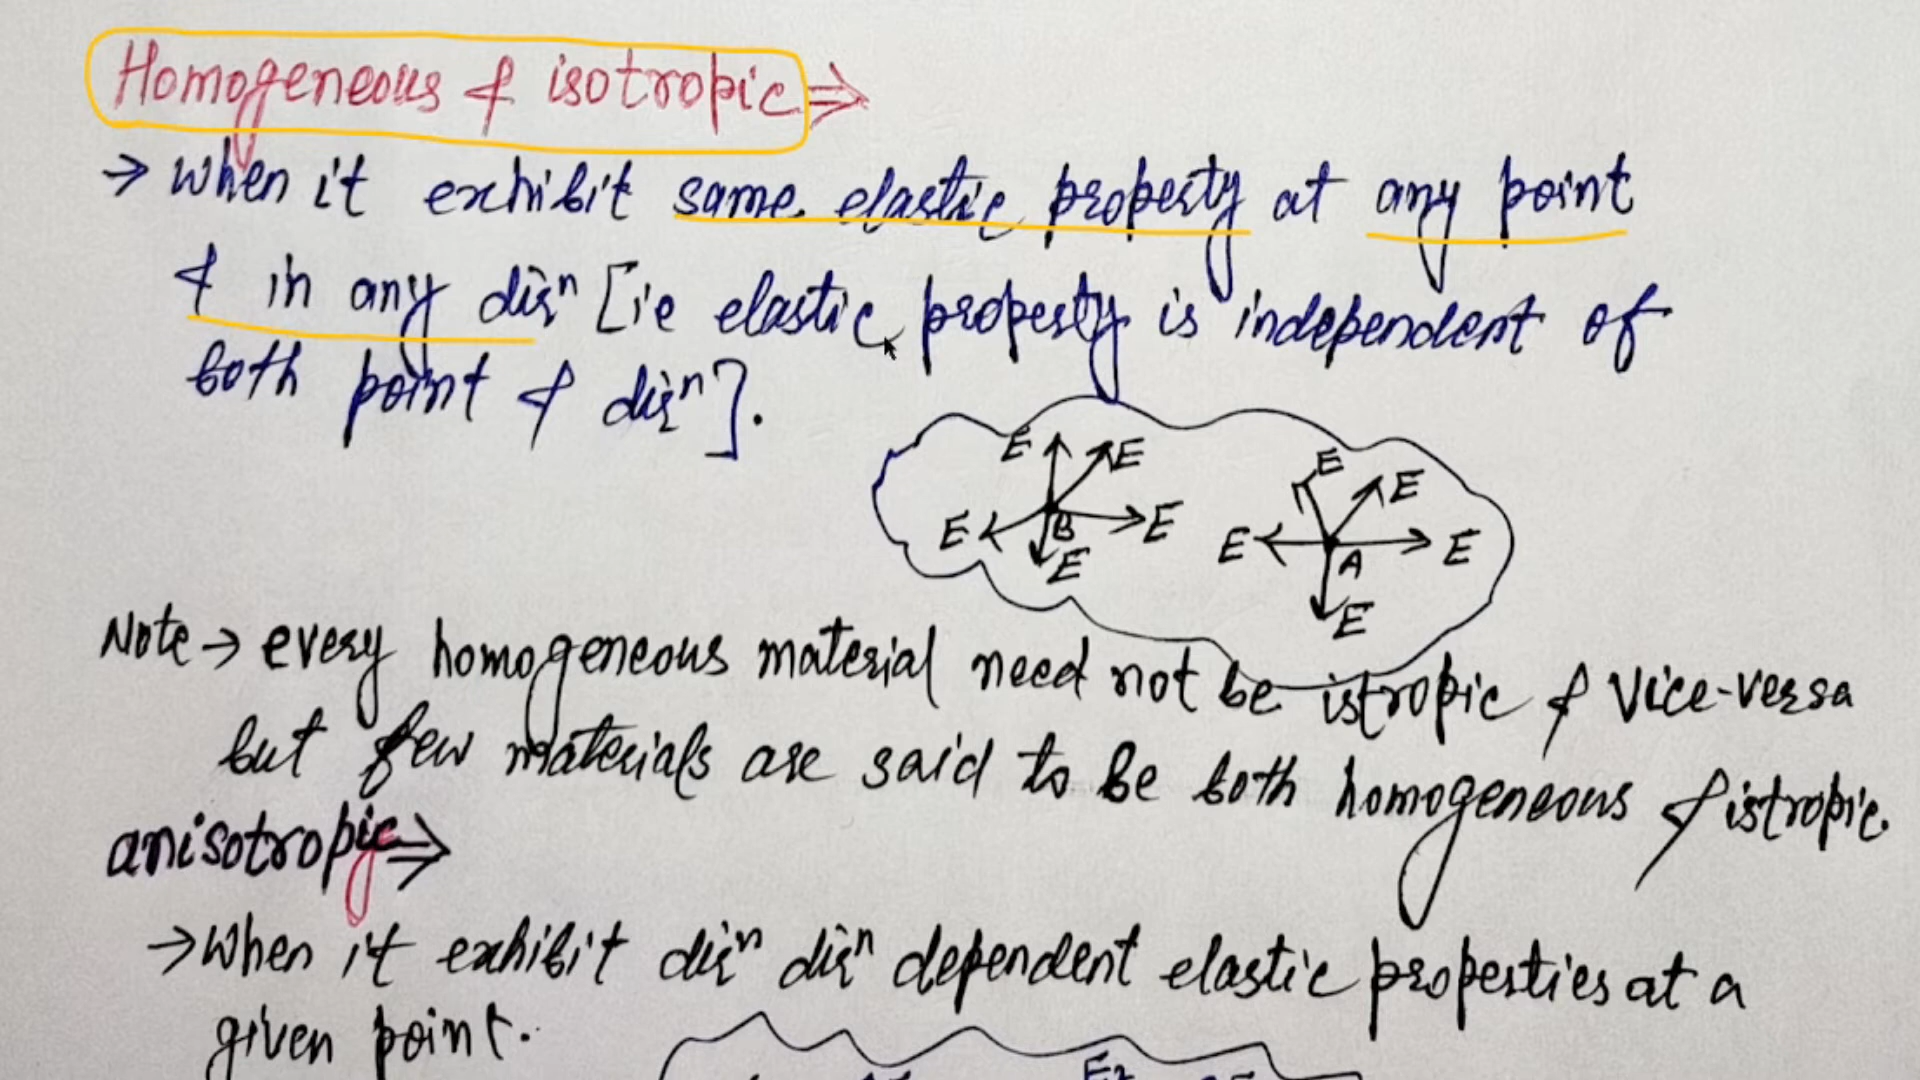 Homogeneous & isotropic ⇒
→ when it exhibit same elastic property at any point
& in any dirⁿ [ie elastic property is independent of
both point & dirⁿ].
E E E E
E B E E A E
E E
Note → every homogeneous material need not be istropic & vice-versa
but few materials are said to be both homogeneous & istropic.
anisotropic ⇒
→ When it exhibit dirⁿ dirⁿ dependent elastic properties at a
given point.
E₂